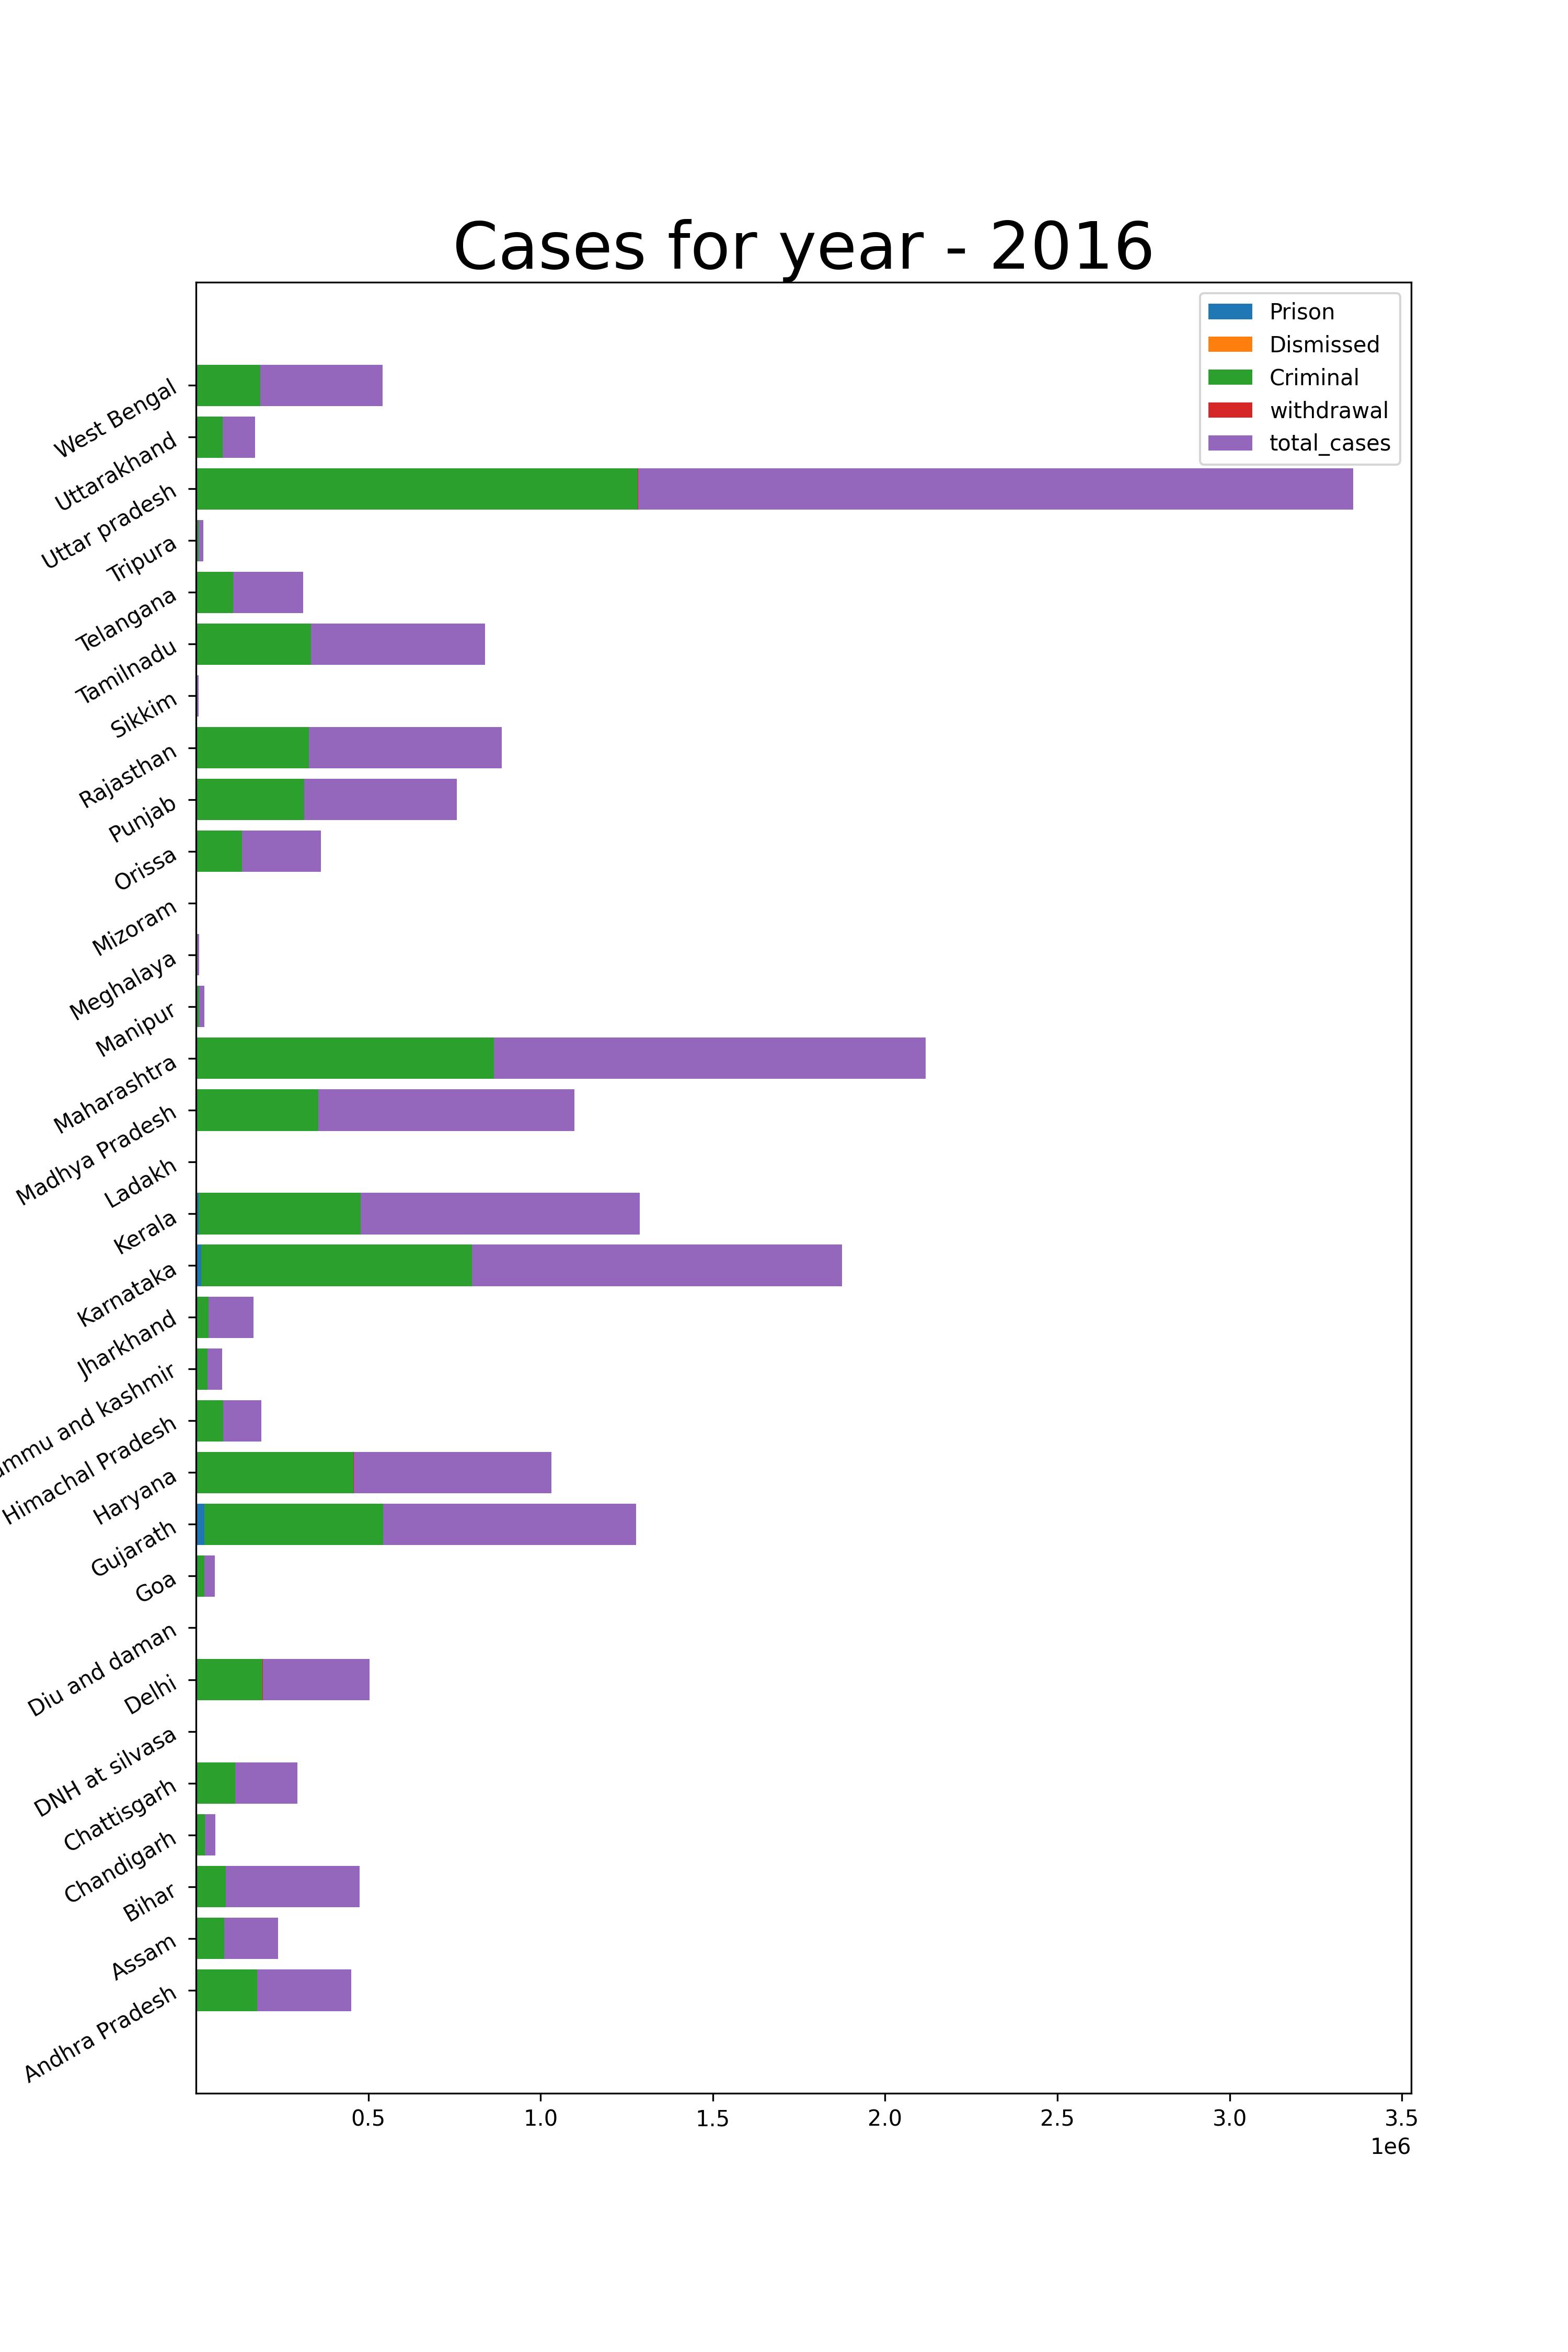 Cases for year - 2016
Prison
Dismissed
Criminal
withdrawal
total_cases
West Bengal
Uttarakhand
Uttar pradesh
Tripura
Telangana
Tamilnadu
Sikkim
Rajasthan
Punjab
Orissa
Mizoram
Meghalaya
Manipur
Maharashtra
Madhya Pradesh
Ladakh
Kerala
Karnataka
Jharkhand
ammu and kashmir
Himachal Pradesh
Haryana
Gujarath
Goa
Diu and daman
Delhi
DNH at silvasa
Chattisgarh
Chandigarh
Bihar
Assam
Andhra Pradesh
0.5 1.0 1.5 2.0 2.5 3.0 3.5
1e6